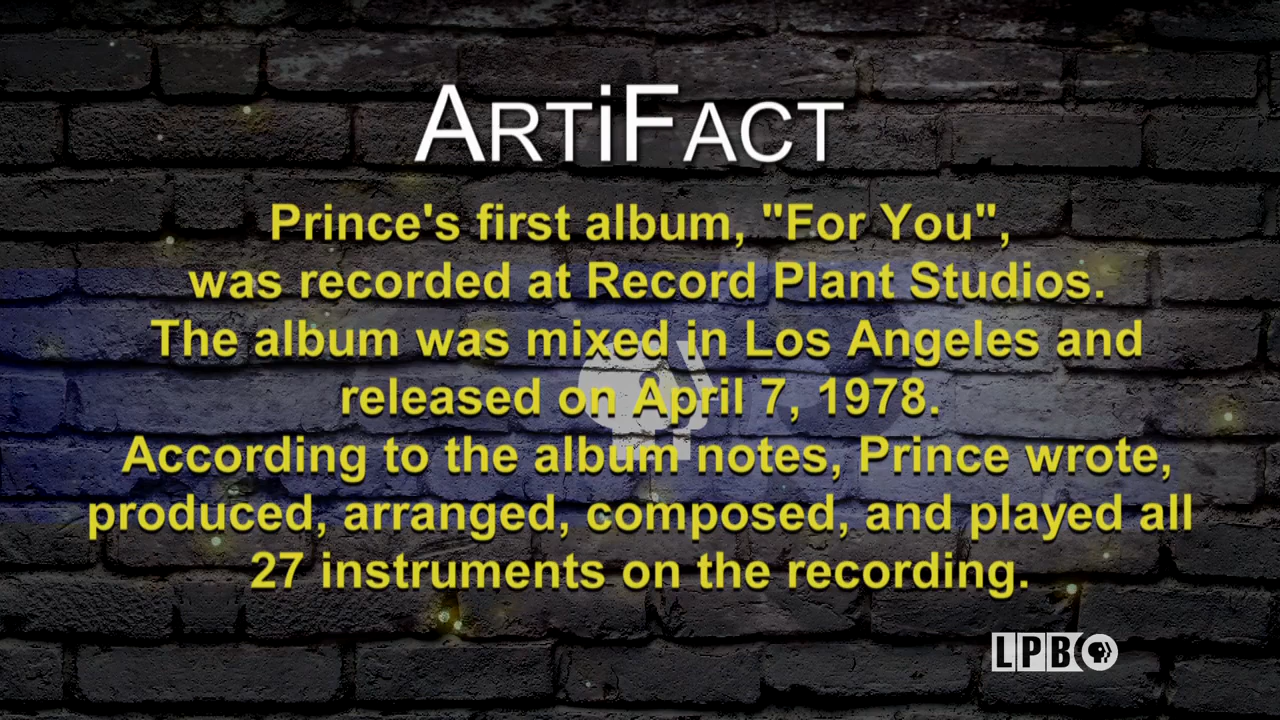 ArtiFact
Prince's first album, "For You",
was recorded at Record Plant Studios.
The album was mixed in Los Angeles and
released on April 7, 1978.
According to the album notes, Prince wrote,
produced, arranged, composed, and played all
27 instruments on the recording.
LPB